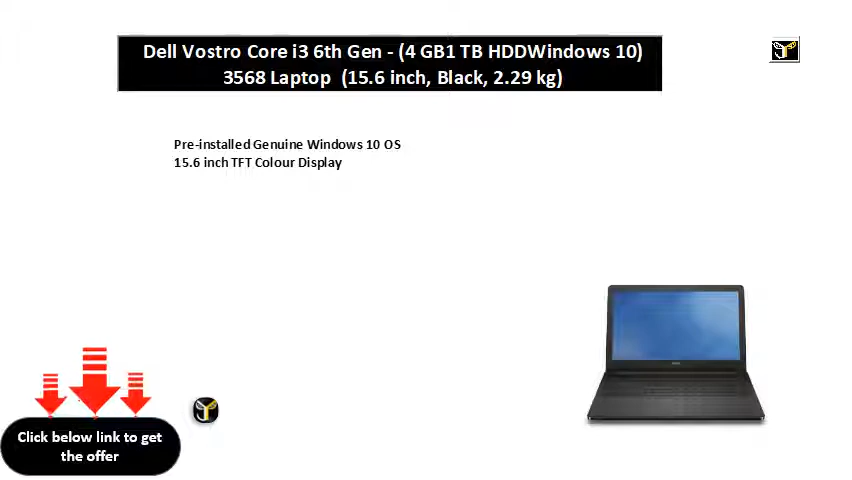 Dell Vostro Core i3 6th Gen - (4 GB1 TB HDDWindows 10)
3568 Laptop (15.6 inch, Black, 2.29 kg)
Pre-installed Genuine Windows 10 OS
15.6 inch TFT Colour Display
Click below link to get
the offer